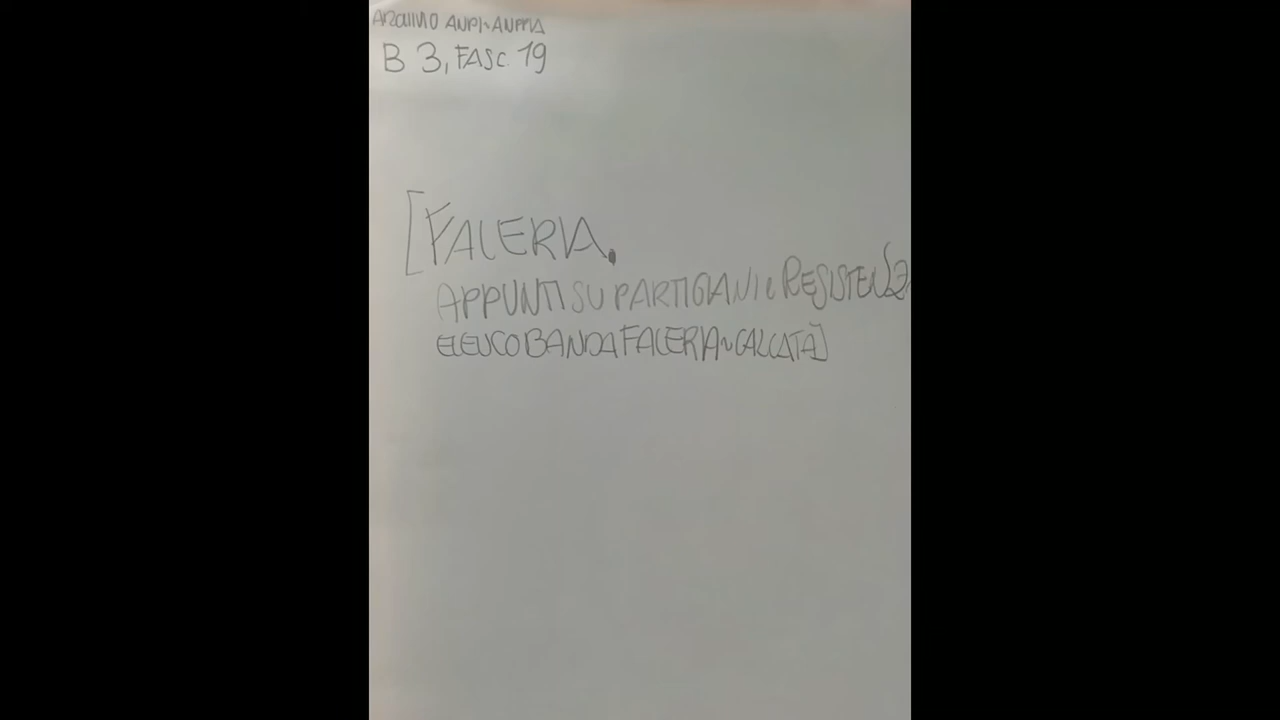 ARCHIVIO ANPI-ANPPIA
B 3, FASC. 19
[FALERIA.
APPUNTI SU PARTIGIANI e RESISTENZA
ELENCO BANDA FALERIA-CALCATA]